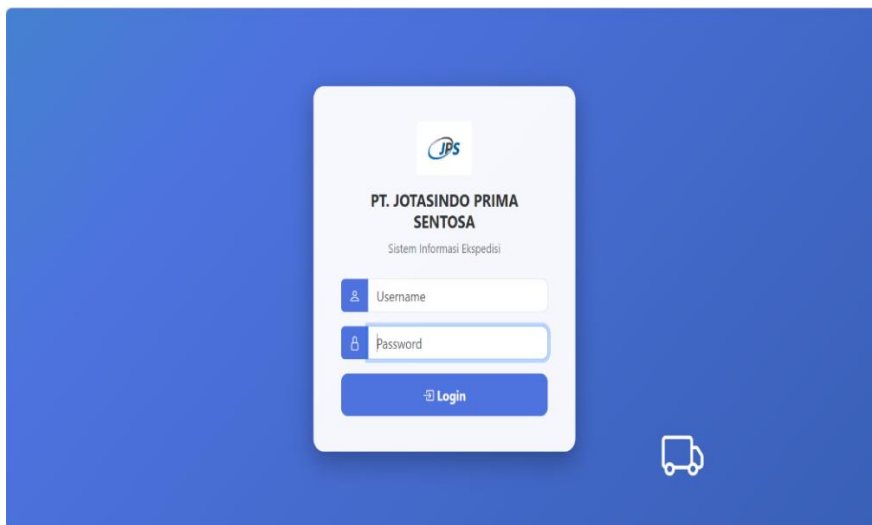 JPS
PT. JOTASINDO PRIMA
SENTOSA
Sistem Informasi Ekspedisi
Username
Password
Login